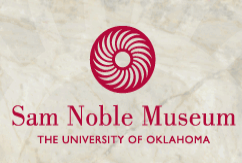 Sam Noble Museum
THE UNIVERSITY OF OKLAHOMA